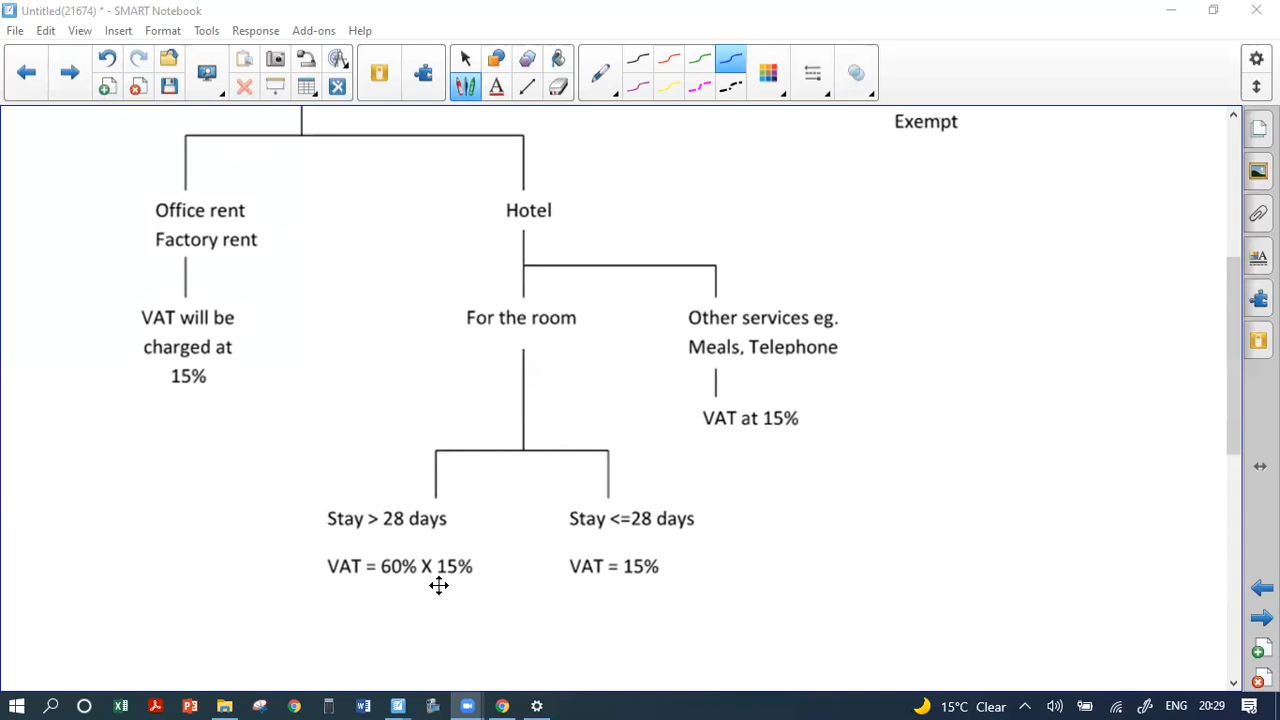 Untitled(21674) * - SMART Notebook
File Edit View Insert Format Tools Response Add-ons Help
Exempt
Office rent
Factory rent
Hotel
VAT will be
charged at
15%
For the room
Other services eg.
Meals, Telephone
VAT at 15%
Stay > 28 days
Stay <=28 days
VAT = 60% X 15%
VAT = 15%
15°C Clear
ENG
20:29